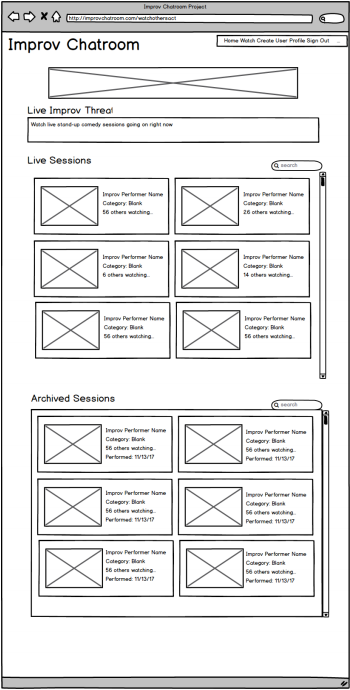 Improv Chatroom Project
http://improvchatroom.com/watchothersact
Improv Chatroom
Home Watch Create User Profile Sign Out
Live Improv Threa!
Watch live stand-up comedy sessions going on right now
Live Sessions
search
Improv Performer Name
Category: Blank
56 others watching..
Improv Performer Name
Category: Blank
26 others watching..
Improv Performer Name
Category: Blank
6 others watching..
Improv Performer Name
Category: Blank
14 others watching..
Improv Performer Name
Category: Blank
56 others watching..
Improv Performer Name
Category: Blank
56 others watching..
Archived Sessions
search
Improv Performer Name
Category: Blank
56 others watching..
Performed: 11/13/17
Improv Performer Name
Category: Blank
56 others watching..
Performed: 11/13/17
Improv Performer Name
Category: Blank
56 others watching..
Performed: 11/13/17
Improv Performer Name
Category: Blank
56 others watching..
Performed: 11/13/17
Improv Performer Name
Category: Blank
56 others watching..
Performed: 11/13/17
Improv Performer Name
Category: Blank
56 others watching..
Performed: 11/13/17